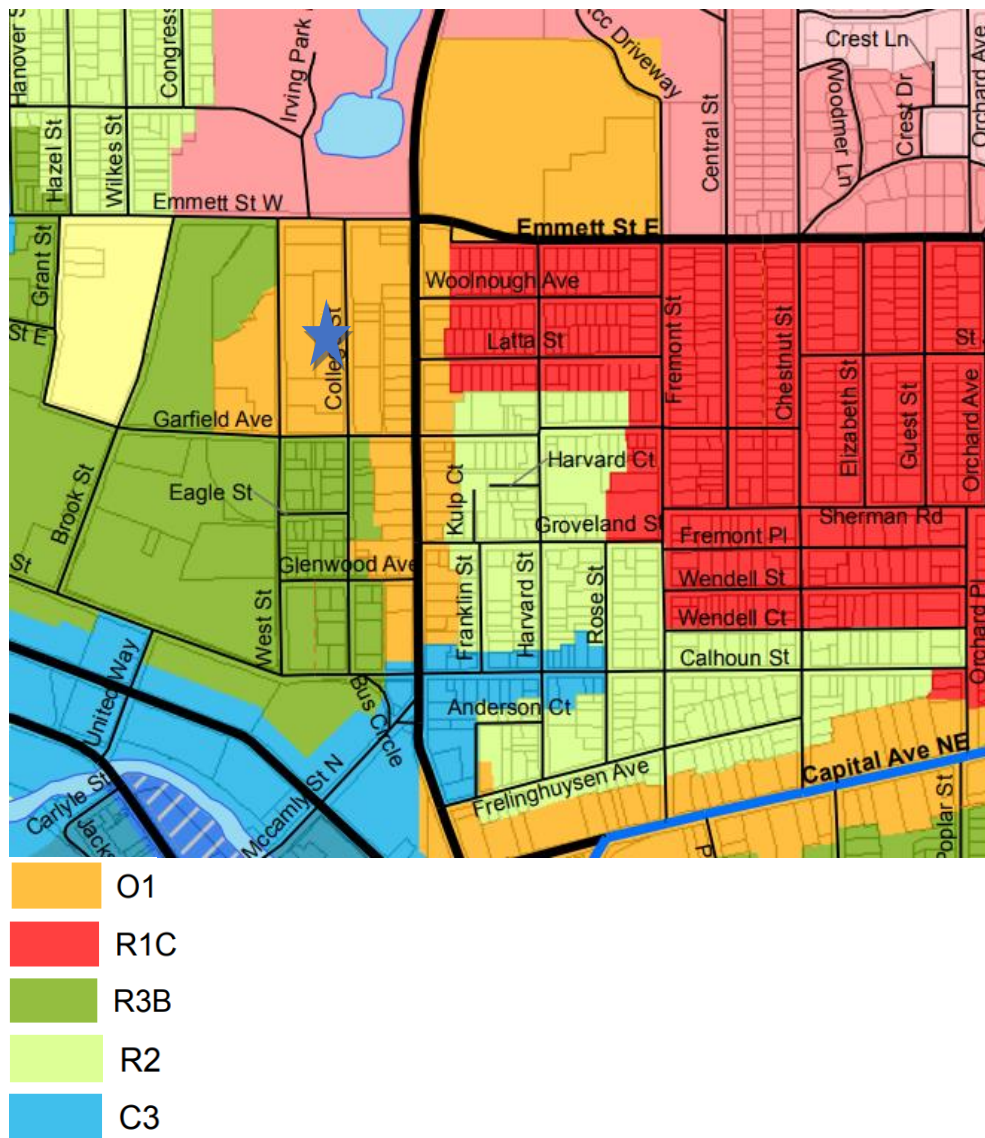 Hanover S
Congress
Irving Park
Kcc Driveway
Central St
Crest Ln
Woodmer Ln
Crest Dr
Orchard Ave
Hazel St
Wilkes St
Emmett St W
Emmett St E
Grant St
St E
Woolnough Ave
Latta St
Fremont St
Chestnut St
St
Elizabeth St
Guest St
Orchard Ave
Garfield Ave
Eagle St
Brook St
Kulp Ct
Harvard Ct
Groveland St
Fremont Pl
Sherman Rd
St
Glenwood Ave
West St
Franklin St
Harvard St
Rose St
Wendell St
Wendell Ct
Calhoun St
Orchard Pl
United Way
Bus Circle
Anderson Ct
Carlyle St
Jacks
Mccamly St N
Frelinghuysen Ave
Capital Ave NE
P
Poplar St
O1
R1C
R3B
R2
C3